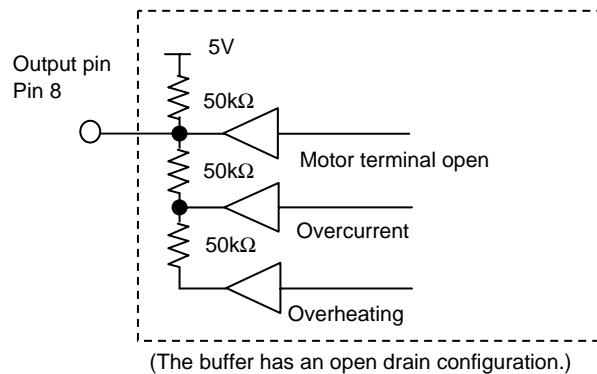 5V
Output pin
Pin 8
50kΩ
Motor terminal open
50kΩ
Overcurrent
50kΩ
Overheating
(The buffer has an open drain configuration.)